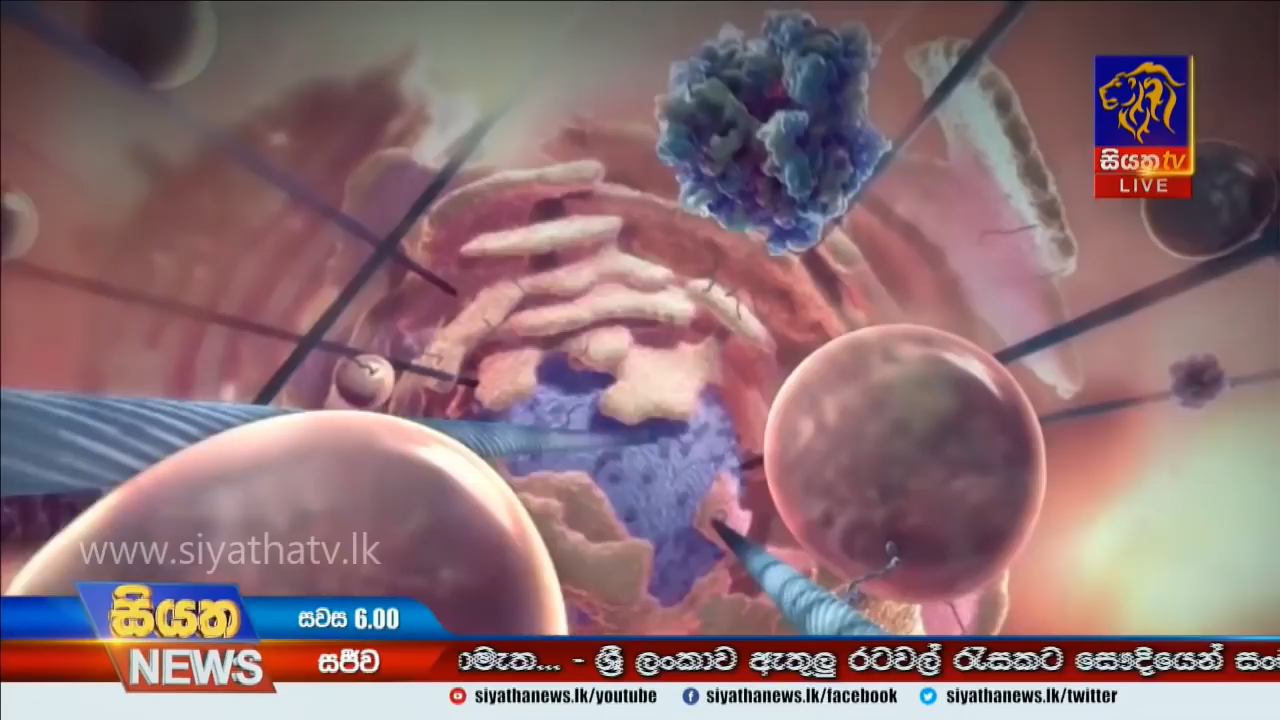 සියත tv
LIVE
www.siyathatv.lk
සියත
NEWS
සවස 6.00
සජීව
ශ්‍රී ලංකාව ඇතුලු රටවල් රැසකට සෞදියෙන්
siyathanews.lk/youtube
siyathanews.lk/facebook
siyathanews.lk/twitter